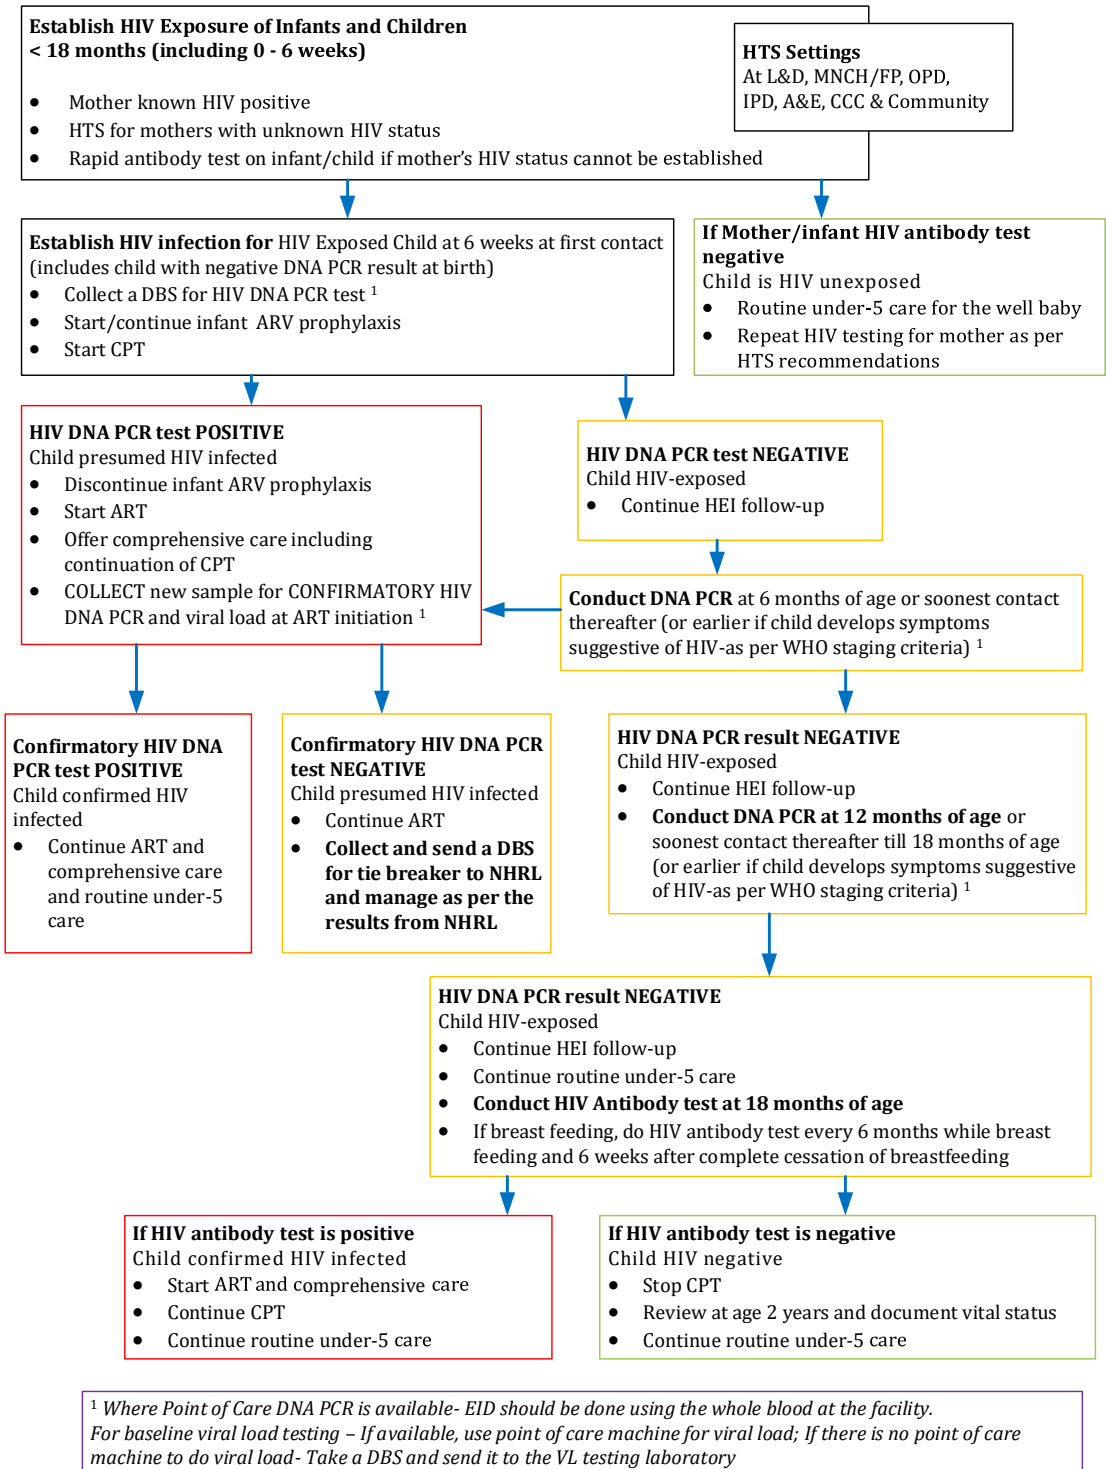 Establish HIV Exposure of Infants and Children
< 18 months (including 0 - 6 weeks)
• Mother known HIV positive
• HTS for mothers with unknown HIV status
• Rapid antibody test on infant/child if mother's HIV status cannot be established
HTS Settings
At L&D, MNCH/FP, OPD,
IPD, A&E, CCC & Community
Establish HIV infection for HIV Exposed Child at 6 weeks at first contact
(includes child with negative DNA PCR result at birth)
• Collect a DBS for HIV DNA PCR test 1
• Start/continue infant ARV prophylaxis
• Start CPT
If Mother/infant HIV antibody test
negative
Child is HIV unexposed
• Routine under-5 care for the well baby
• Repeat HIV testing for mother as per
HTS recommendations
HIV DNA PCR test POSITIVE
Child presumed HIV infected
• Discontinue infant ARV prophylaxis
• Start ART
• Offer comprehensive care including
continuation of CPT
• COLLECT new sample for CONFIRMATORY HIV
DNA PCR and viral load at ART initiation 1
HIV DNA PCR test NEGATIVE
Child HIV-exposed
• Continue HEI follow-up
Conduct DNA PCR at 6 months of age or soonest contact
thereafter (or earlier if child develops symptoms
suggestive of HIV-as per WHO staging criteria) 1
Confirmatory HIV DNA
PCR test POSITIVE
Child confirmed HIV
infected
• Continue ART and
comprehensive care
and routine under-5
care
Confirmatory HIV DNA PCR
test NEGATIVE
Child presumed HIV infected
• Continue ART
• Collect and send a DBS
for tie breaker to NHRL
and manage as per the
results from NHRL
HIV DNA PCR result NEGATIVE
Child HIV-exposed
• Continue HEI follow-up
• Conduct DNA PCR at 12 months of age or
soonest contact thereafter till 18 months of age
(or earlier if child develops symptoms suggestive
of HIV-as per WHO staging criteria) 1
HIV DNA PCR result NEGATIVE
Child HIV-exposed
• Continue HEI follow-up
• Continue routine under-5 care
• Conduct HIV Antibody test at 18 months of age
• If breast feeding, do HIV antibody test every 6 months while breast
feeding and 6 weeks after complete cessation of breastfeeding
If HIV antibody test is positive
Child confirmed HIV infected
• Start ART and comprehensive care
• Continue CPT
• Continue routine under-5 care
If HIV antibody test is negative
Child HIV negative
• Stop CPT
• Review at age 2 years and document vital status
• Continue routine under-5 care
1 Where Point of Care DNA PCR is available- EID should be done using the whole blood at the facility.
For baseline viral load testing – If available, use point of care machine for viral load; If there is no point of care
machine to do viral load- Take a DBS and send it to the VL testing laboratory